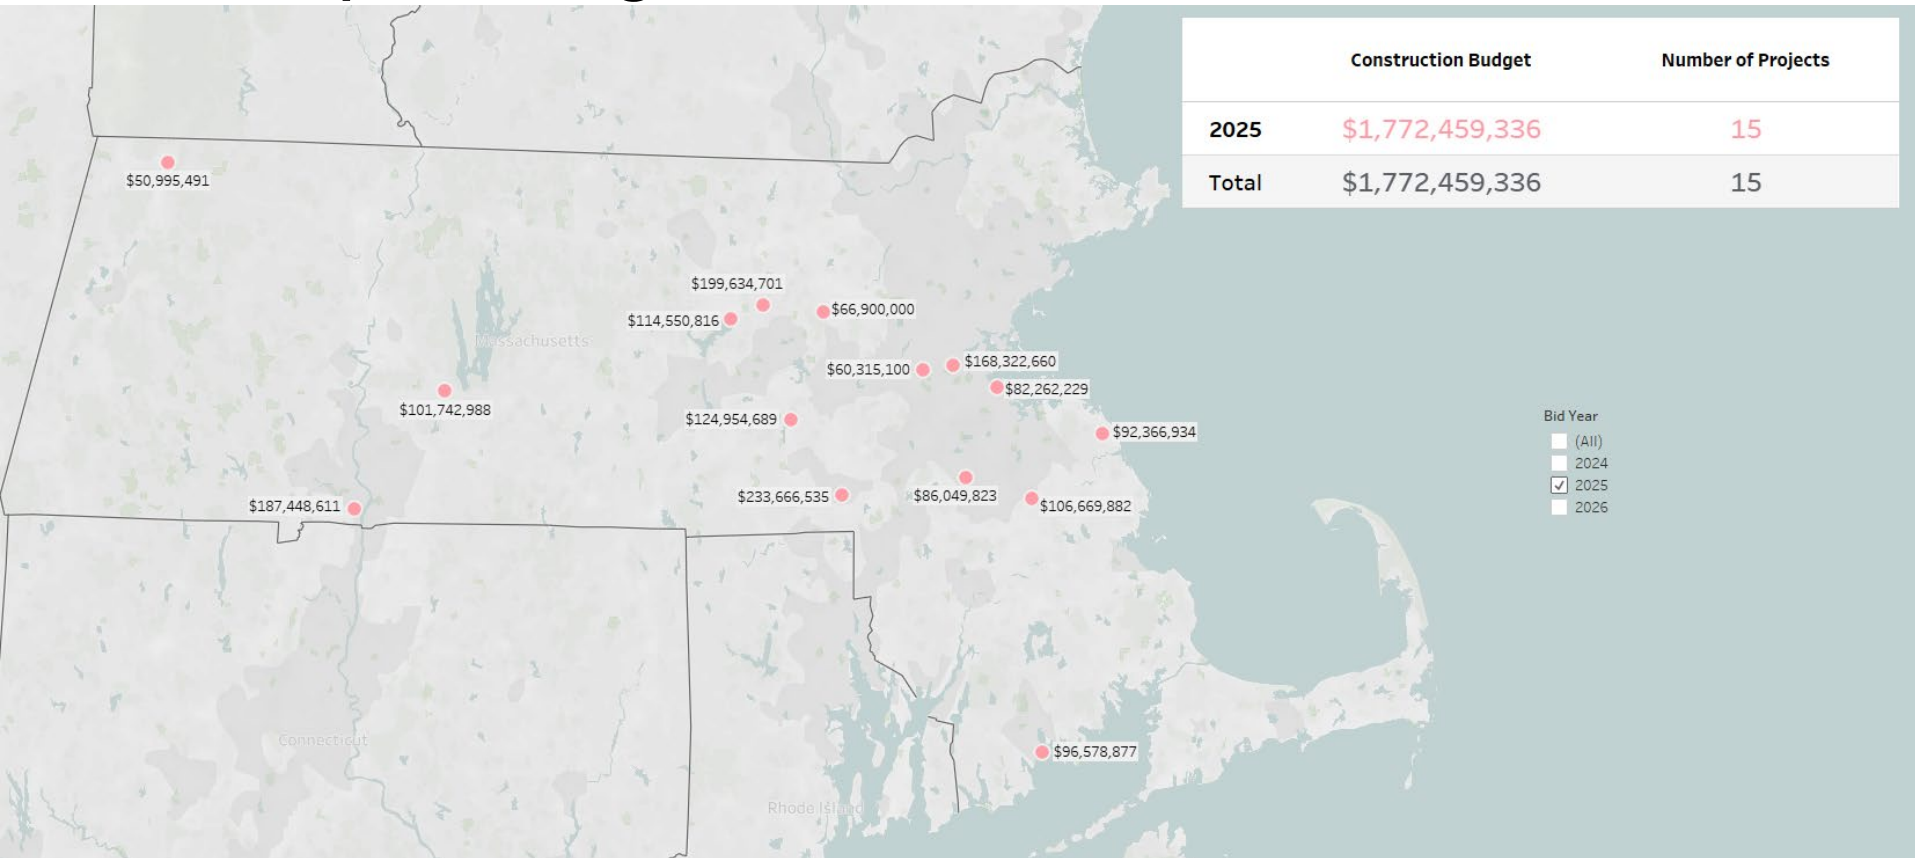 Construction Budget Number of Projects
2025 $1,772,459,336 15
Total $1,772,459,336 15
$50,995,491
$199,634,701
$66,900,000
$114,550,816
Massachusetts
$168,322,660
$60,315,100
$82,262,229
$101,742,988
$124,954,689
$92,366,934
$233,666,535
$86,049,823
$106,669,882
$187,448,611
Bid Year
(All)
2024
2025
2026
Connecticut
$96,578,877
Rhode Island